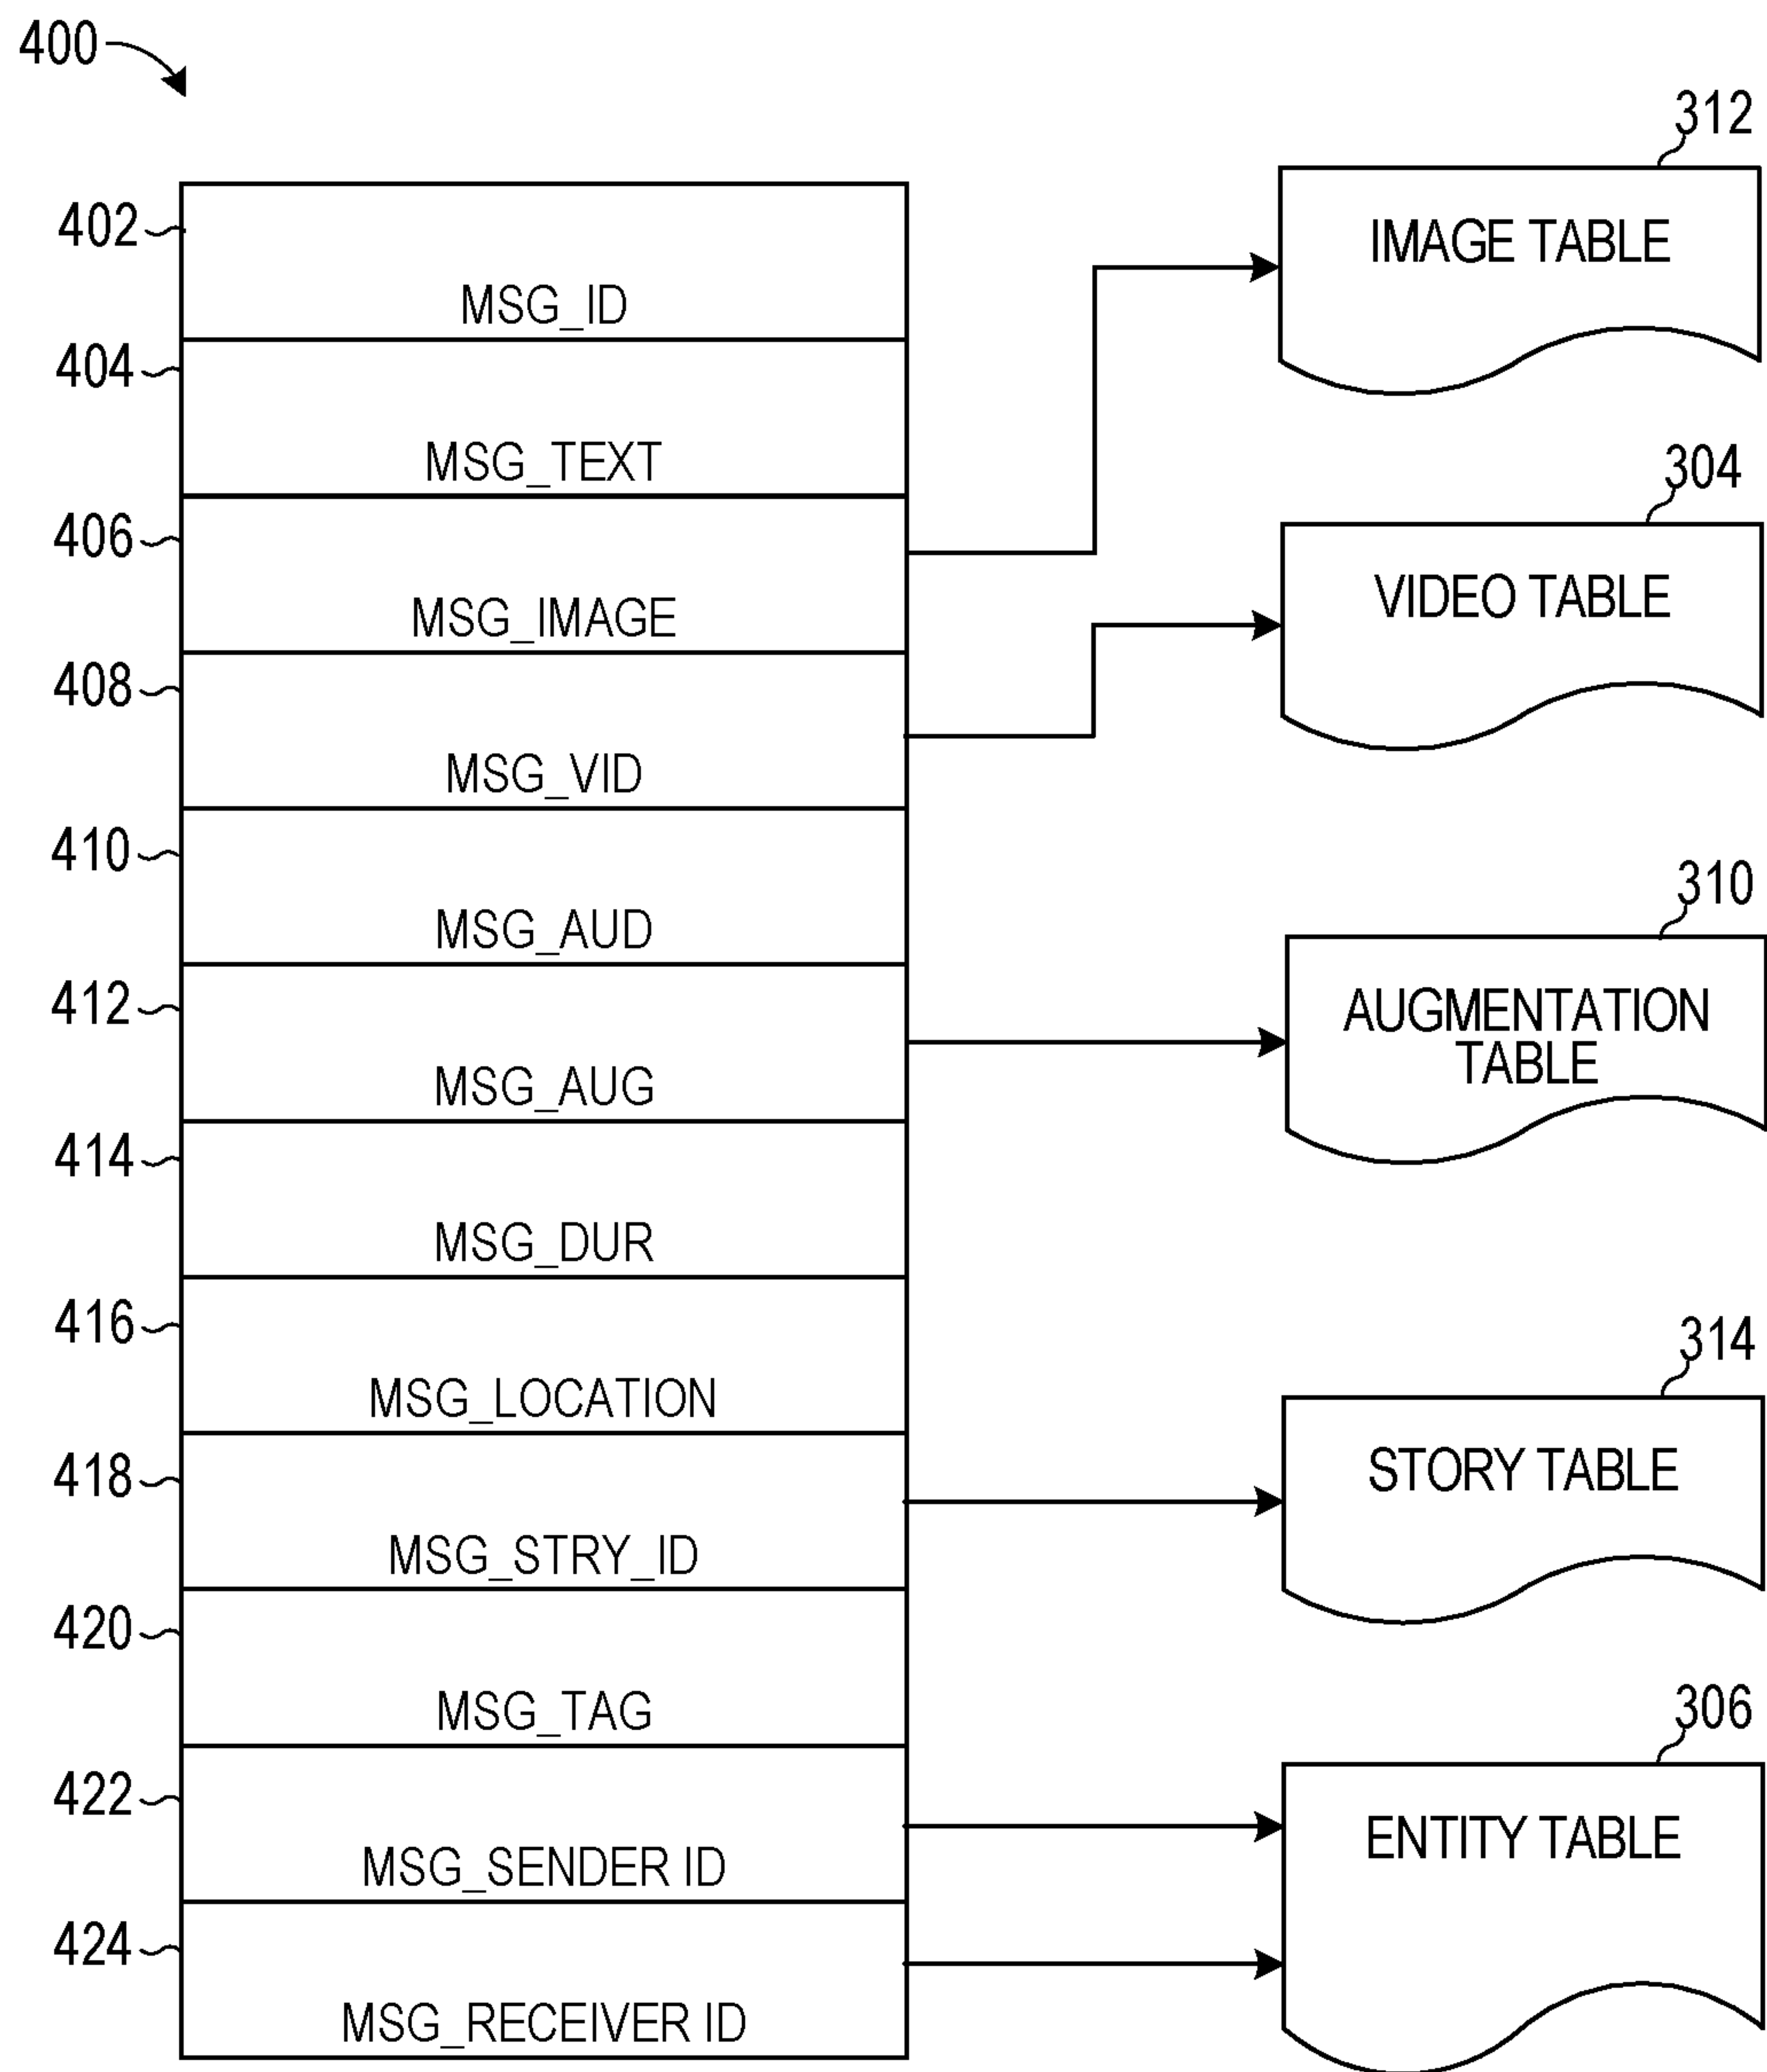 400
402
MSG_ID
404
MSG_TEXT
406
MSG_IMAGE
408
MSG_VID
410
MSG_AUD
412
MSG_AUG
414
MSG_DUR
416
MSG_LOCATION
418
MSG_STRY_ID
420
MSG_TAG
422
MSG_SENDER ID
424
MSG_RECEIVER ID
312
IMAGE TABLE
304
VIDEO TABLE
310
AUGMENTATION
TABLE
314
STORY TABLE
306
ENTITY TABLE